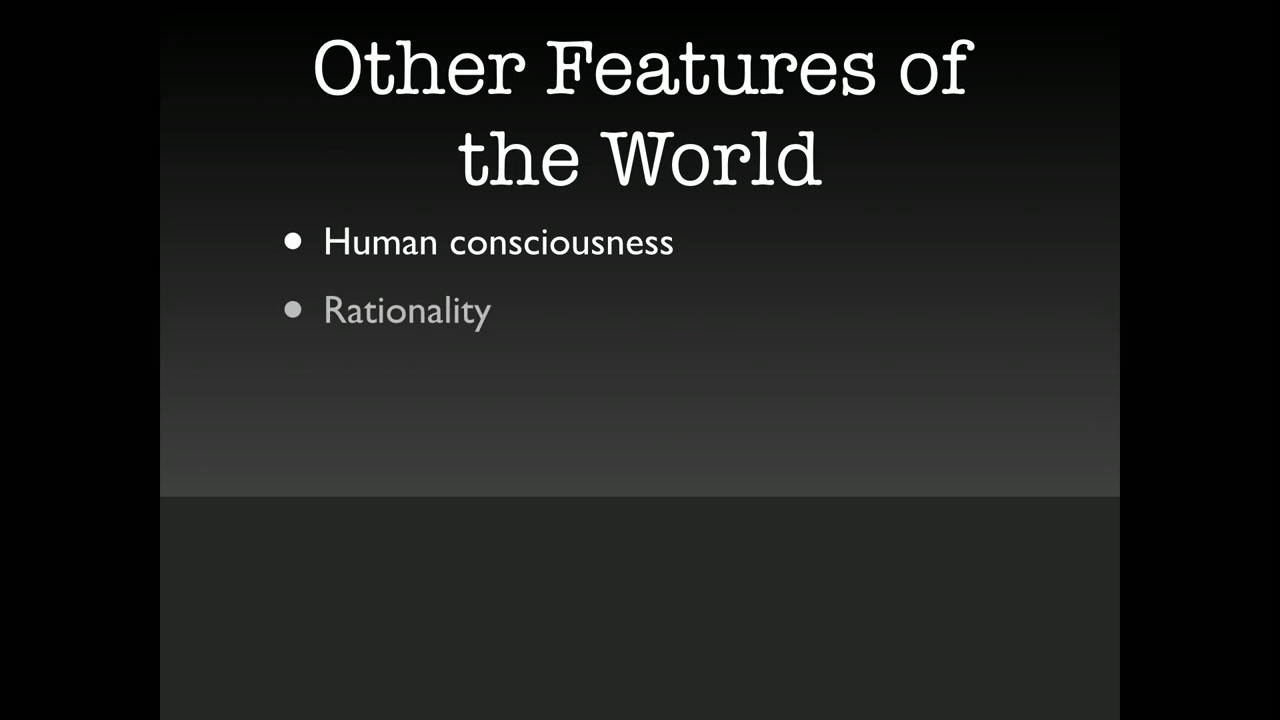 Other Features of
the World
• Human consciousness
• Rationality